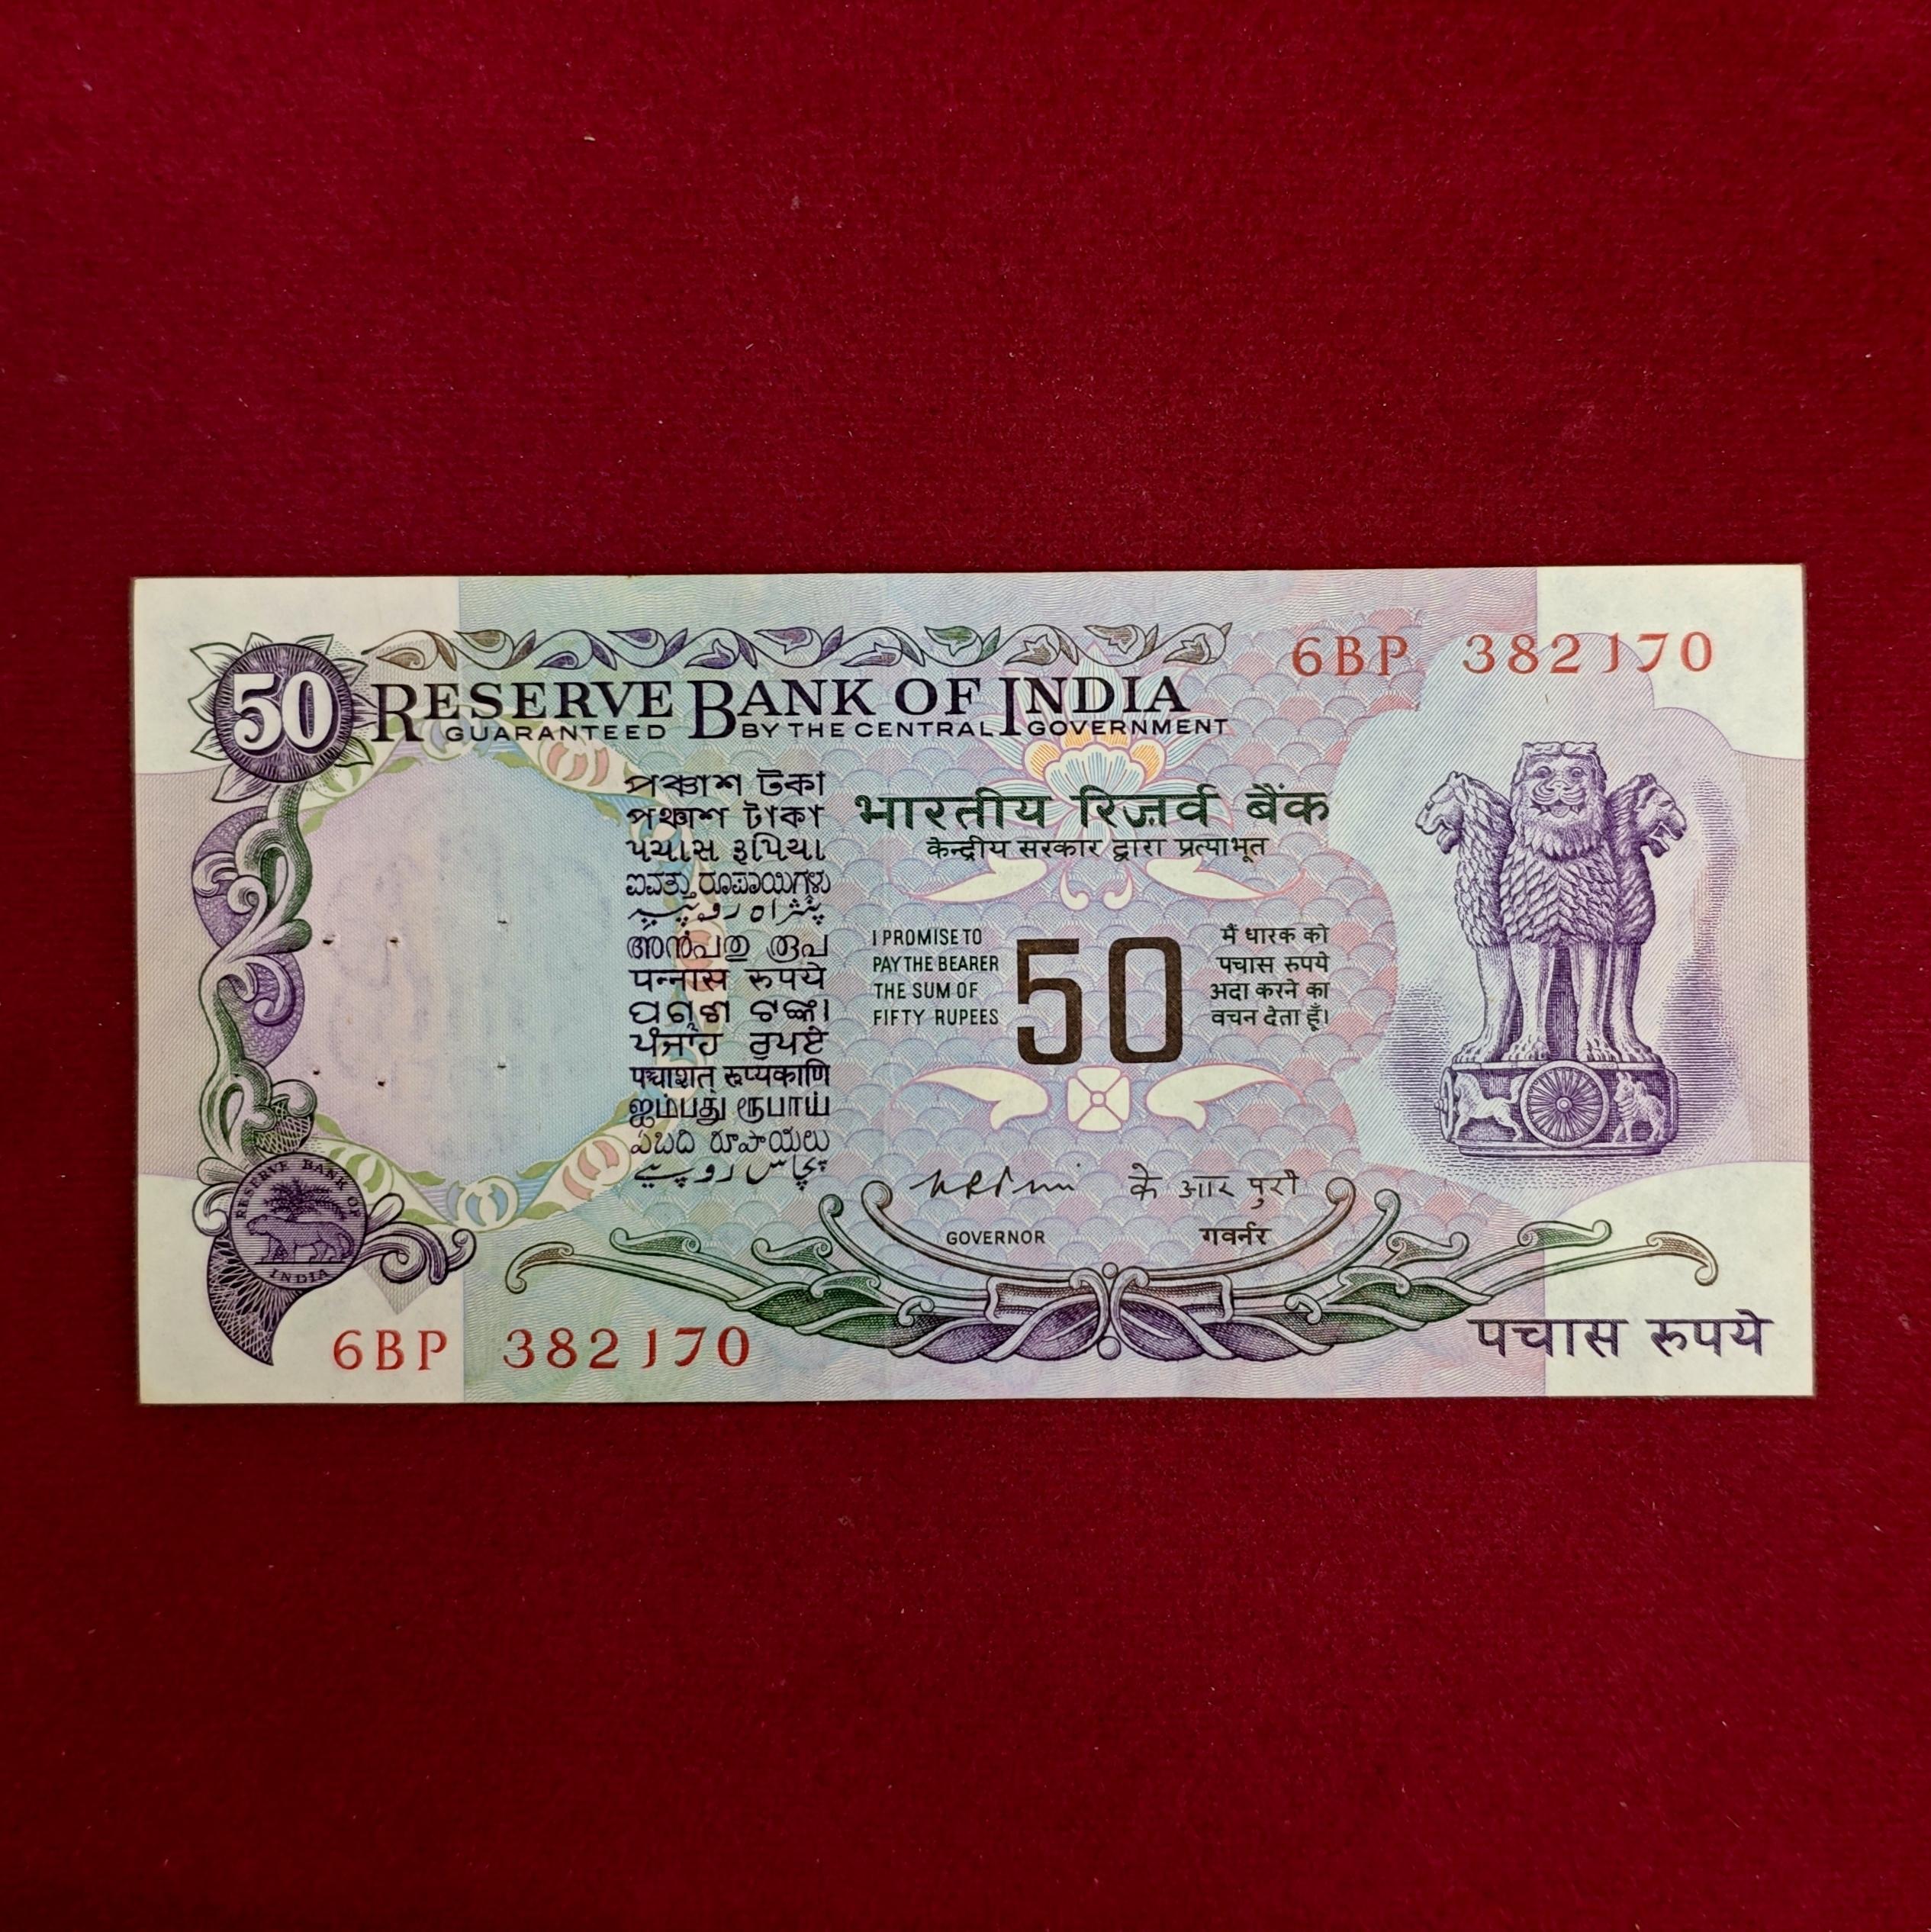 6BP 382170
50
RESERVE BANK OF INDIA
GUARANTEED BY THE CENTRAL GOVERNMENT
পঞ্চাশ টকা
পঞ্চাশ টাকা
પચાસ રૂપિયા
ಐವತ್ತು ರೂಪಾಯಿಗಳು
അൻപതു രൂപ
पन्नास रुपये
ପଚାଶ ଟଙ୍କା
ਪੰਜਾਹ ਰੁਪਏ
पञ्चाशत् रूप्यकाणि
ஐம்பது ரூபாய்
ఏబది రూపాయలు
پچاس روپیے
भारतीय रिज़र्व बैंक
केन्द्रीय सरकार द्वारा प्रत्याभूत
I PROMISE TO
PAY THE BEARER
THE SUM OF
FIFTY RUPEES
50
मैं धारक को
पचास रुपये
अदा करने का
वचन देता हूँ।
के आर पुरी
GOVERNOR
गवर्नर
RESERVE BANK OF
INDIA
6BP 382170
पचास रुपये